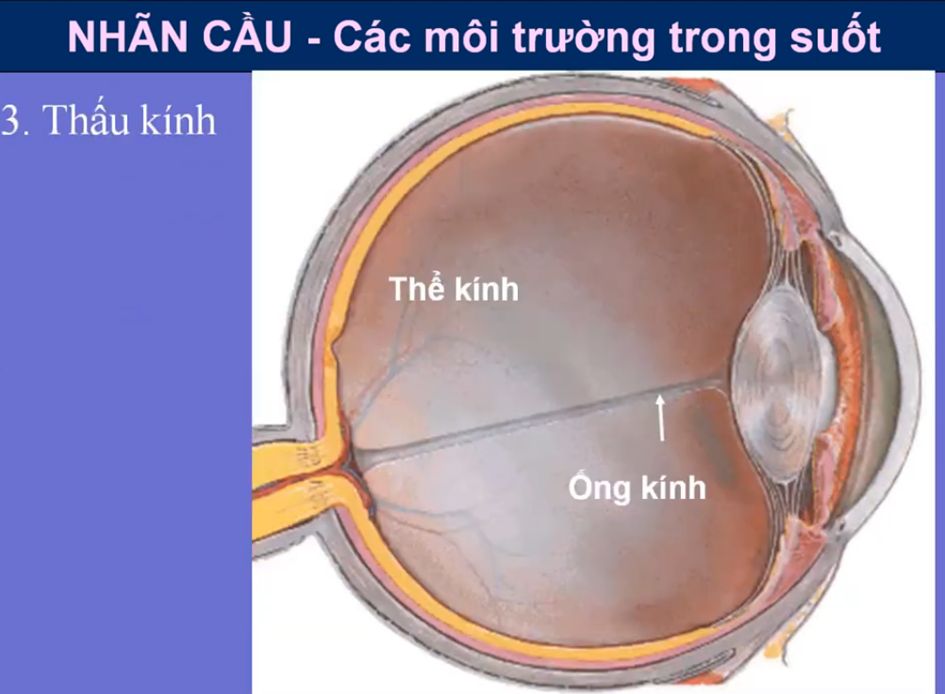 NHÃN CẦU - Các môi trường trong suốt
3. Thấu kính
Thể kính
Ống kính